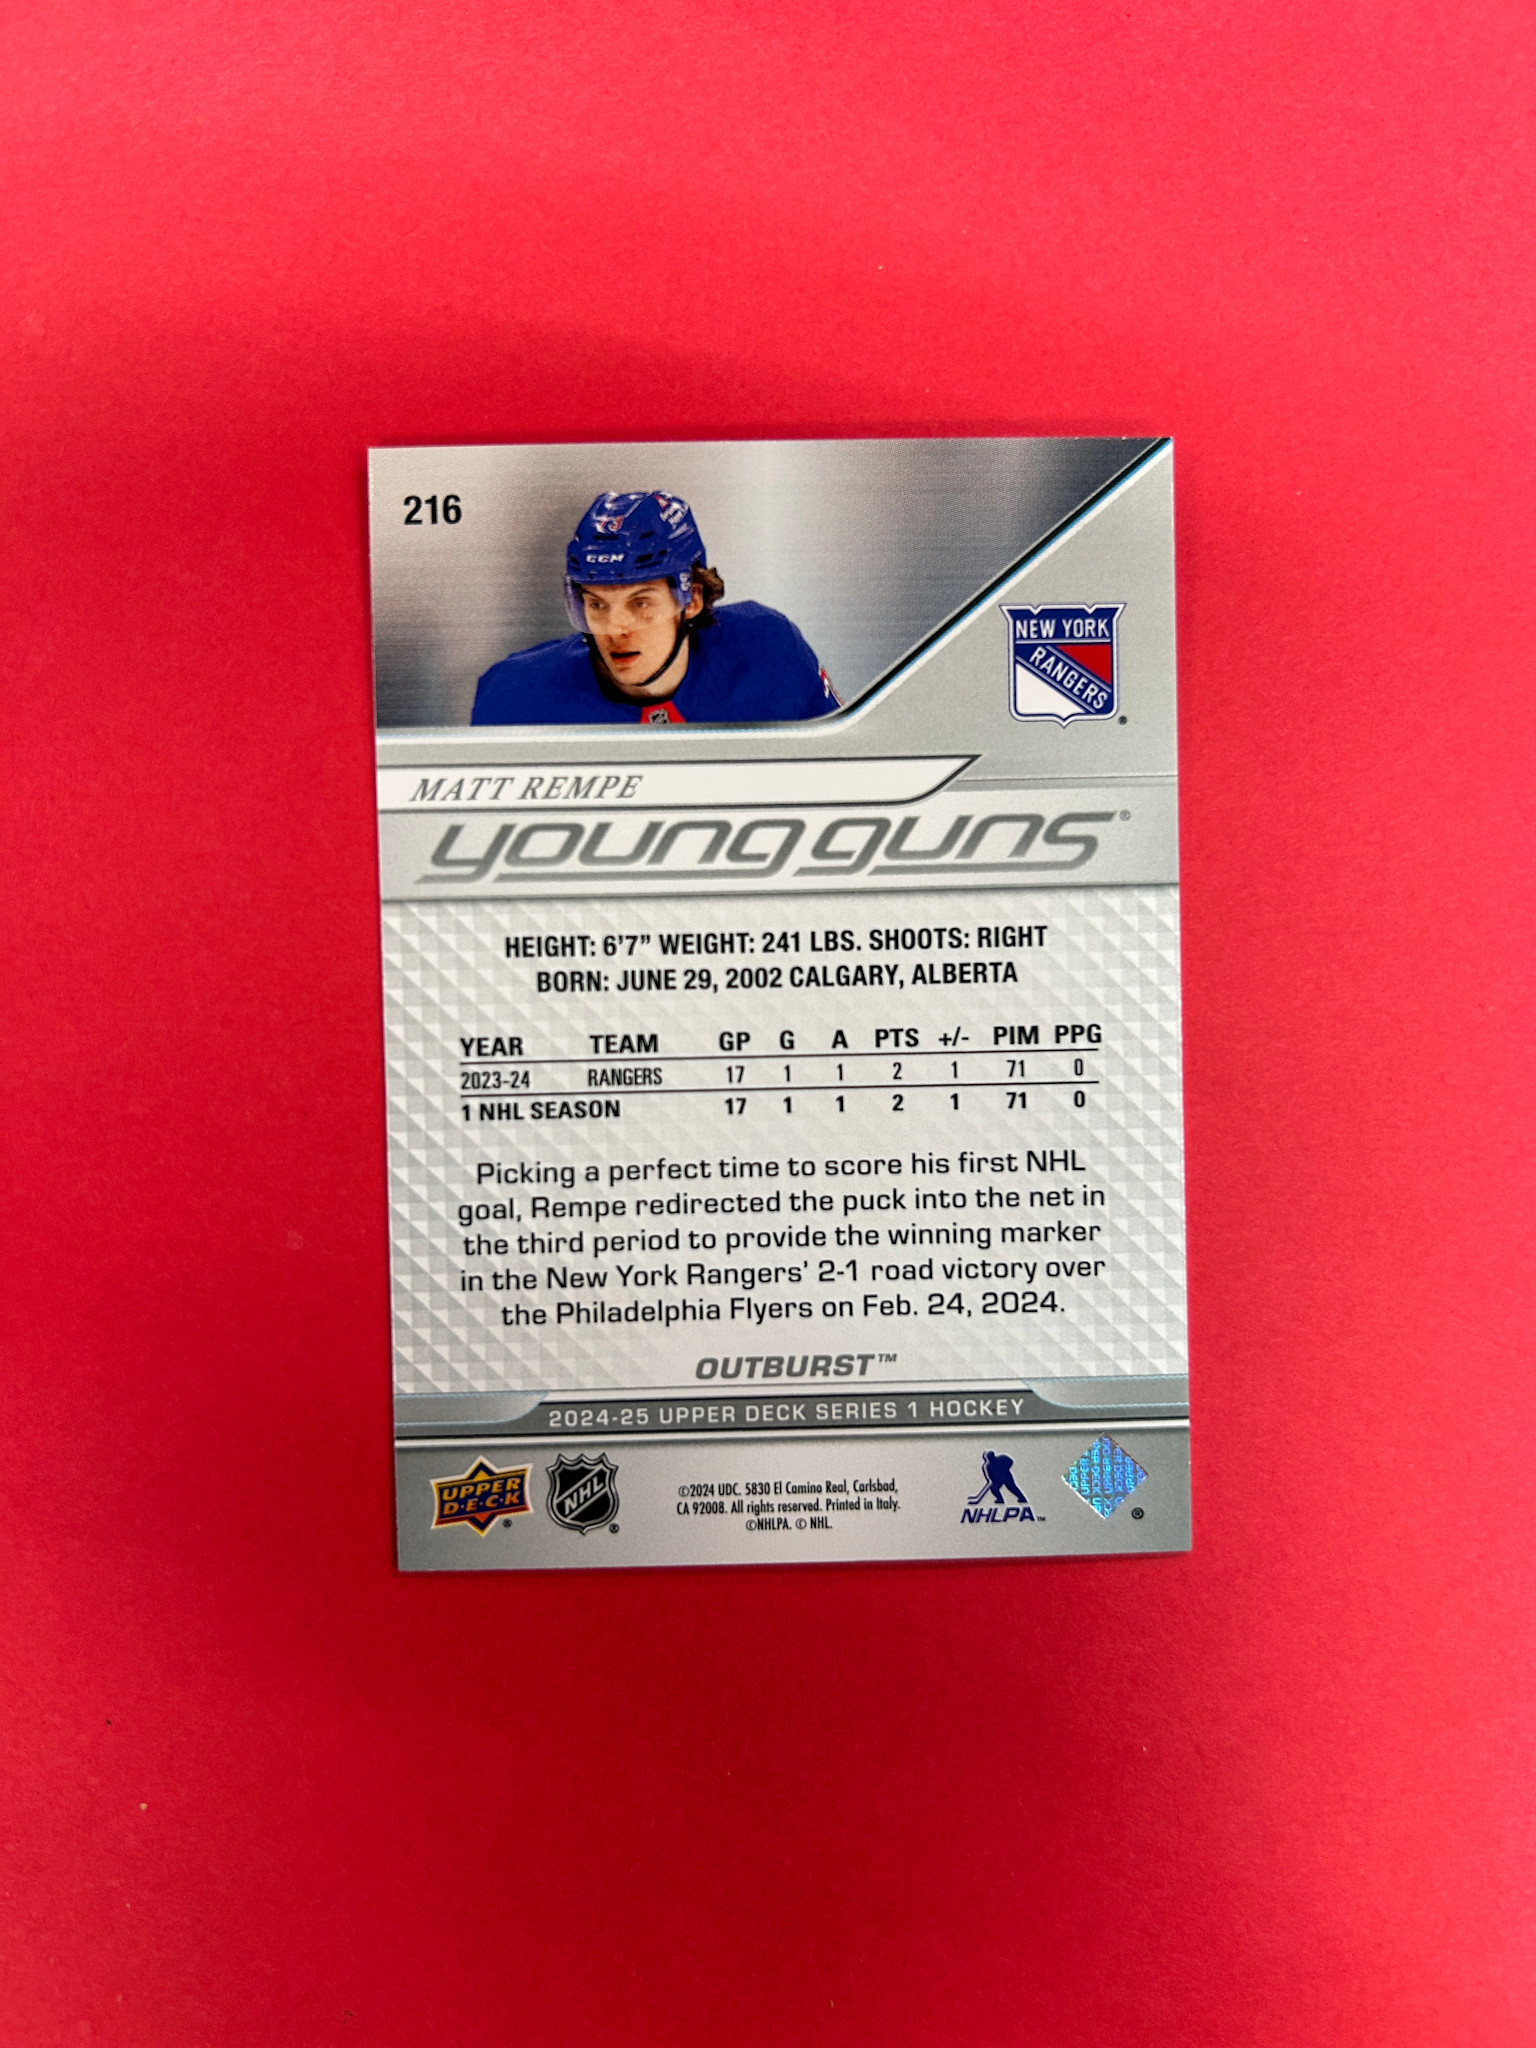 216
CCM
NEW YORK
RANGERS
®
MATT REMPE
young guns®
HEIGHT: 6'7" WEIGHT: 241 LBS. SHOOTS: RIGHT
BORN: JUNE 29, 2002 CALGARY, ALBERTA
YEAR TEAM GP G A PTS +/- PIM PPG
2023-24 RANGERS 17 1 1 2 1 71 0
1 NHL SEASON 17 1 1 2 1 71 0
Picking a perfect time to score his first NHL
goal, Rempe redirected the puck into the net in
the third period to provide the winning marker
in the New York Rangers' 2-1 road victory over
the Philadelphia Flyers on Feb. 24, 2024.
OUTBURST™
2024-25 UPPER DECK SERIES 1 HOCKEY
UPPER
D·E·C·K
®
NHL
®
©2024 UDC. 5830 El Camino Real, Carlsbad,
CA 92008. All rights reserved. Printed in Italy.
©NHLPA. © NHL.
NHLPA™
®